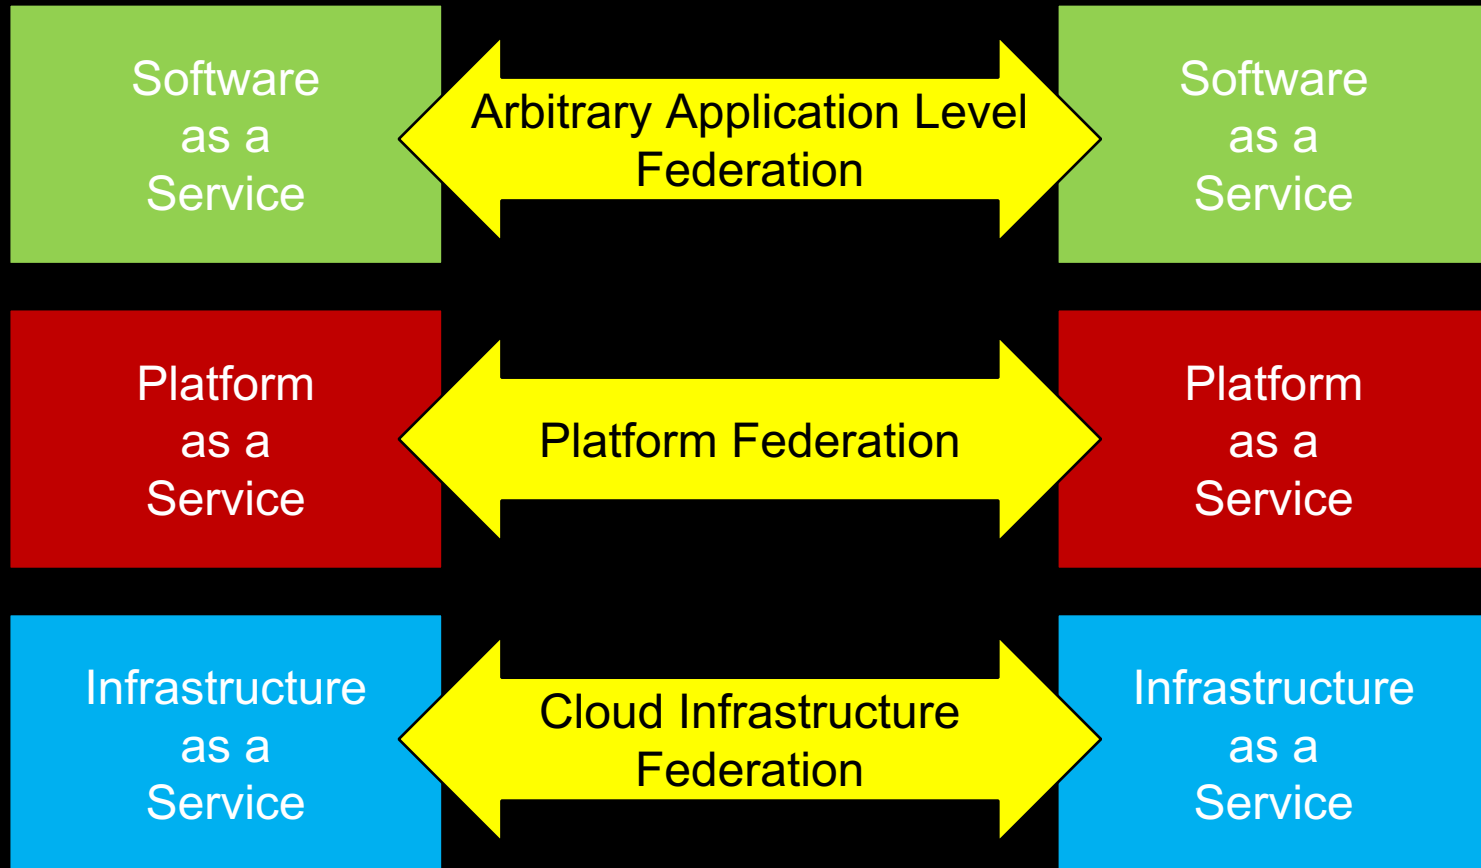 Software
as a
Service
Arbitrary Application Level
Federation
Software
as a
Service
Platform
as a
Service
Platform Federation
Platform
as a
Service
Infrastructure
as a
Service
Cloud Infrastructure
Federation
Infrastructure
as a
Service